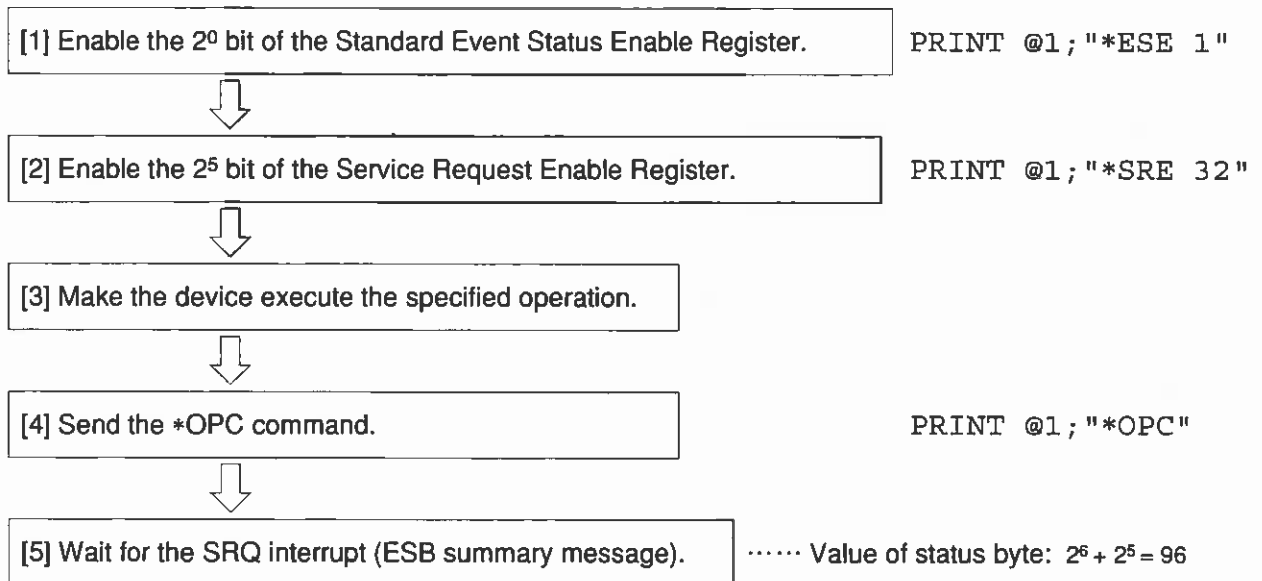 [1] Enable the 2⁰ bit of the Standard Event Status Enable Register. PRINT @1;"*ESE 1"
[2] Enable the 2⁵ bit of the Service Request Enable Register. PRINT @1;"*SRE 32"
[3] Make the device execute the specified operation.
[4] Send the *OPC command. PRINT @1;"*OPC"
[5] Wait for the SRQ interrupt (ESB summary message). ······ Value of status byte: 2⁶ + 2⁵ = 96